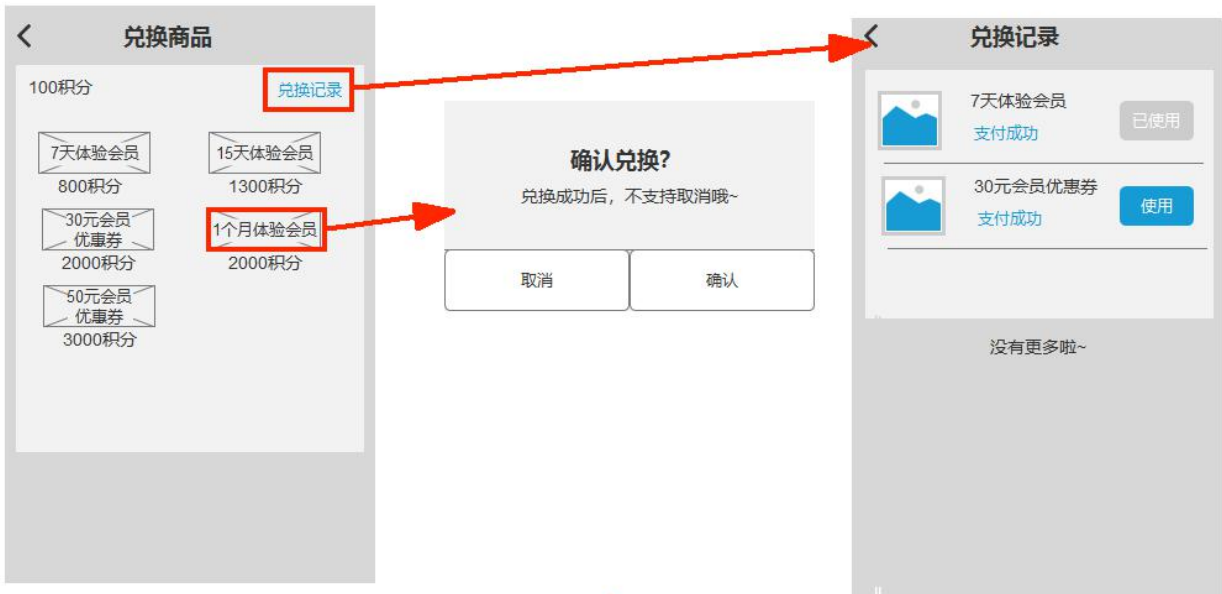 兑换商品
100积分
兑换记录
7天体验会员
15天体验会员
800积分
1300积分
30元会员
优惠券
1个月体验会员
2000积分
2000积分
50元会员
优惠券
3000积分
确认兑换?
兑换成功后，不支持取消哦~
取消
确认
兑换记录
7天体验会员
支付成功
已使用
30元会员优惠券
支付成功
使用
没有更多啦~